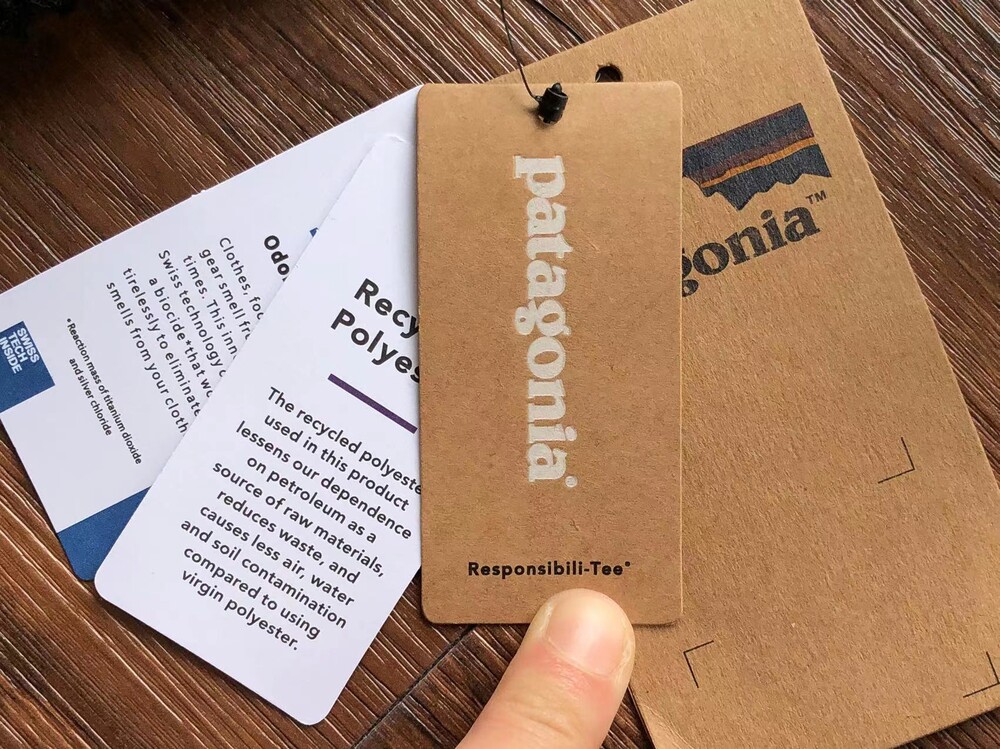 Odo
Clothes, foo
gear smell fr
times. This inn
Swiss technology
a biocide* that wo
tirelessly to eliminate
smells from your cloth
*Reaction mass of titanium dioxide
and silver chloride
SWISS
TECH
INSIDE
Recy
Polyes
The recycled polyeste
used in this product
lessens our dependence
on petroleum as a
source of raw materials,
reduces waste, and
causes less air, water
and soil contamination
compared to using
virgin polyester.
patagonia®
Responsibili-Tee®
gonia™